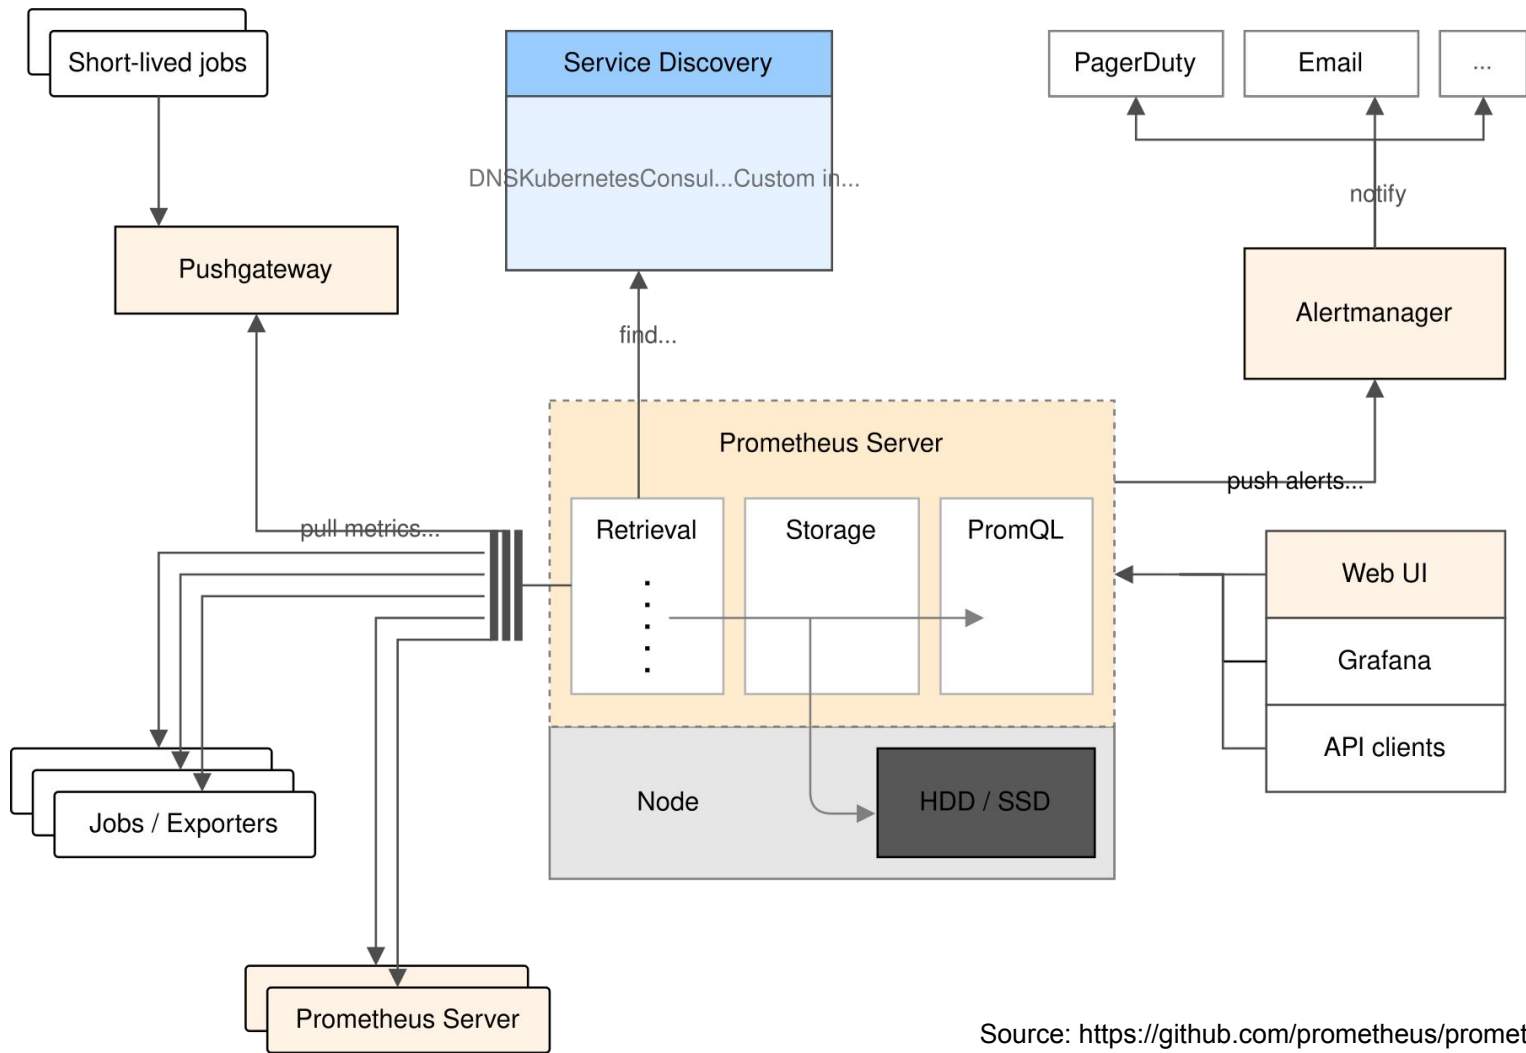 Short-lived jobs
Service Discovery
PagerDuty
Email
...
DNSKubernetesConsul...Custom in...
notify
Pushgateway
Alertmanager
find...
Prometheus Server
push alerts...
pull metrics...
Retrieval
Storage
PromQL
Web UI
Grafana
API clients
Node
HDD / SSD
Jobs / Exporters
Prometheus Server
Source: https://github.com/prometheus/promet